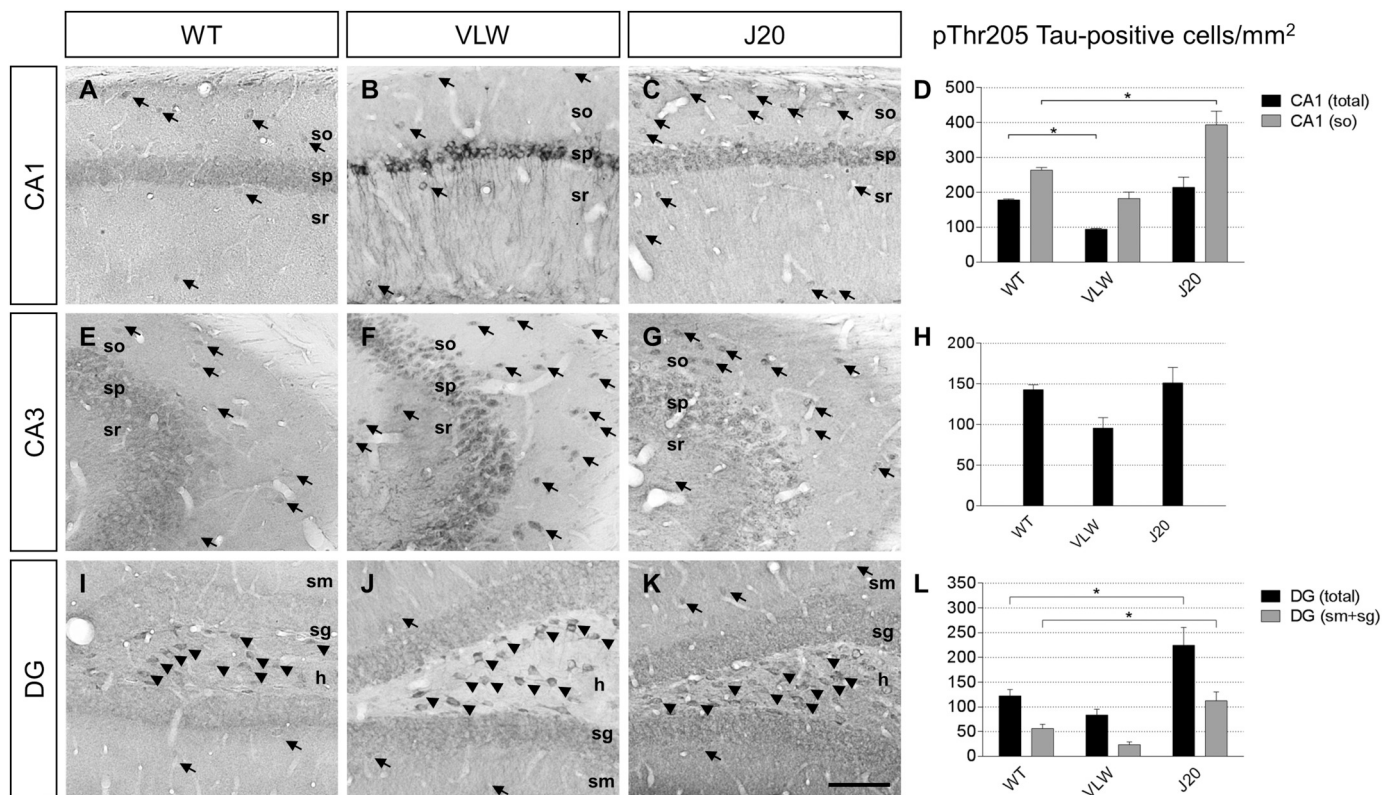 WT
VLW
J20
pThr205 Tau-positive cells/mm²
CA1
A
so
sp
sr
B
so
sp
sr
C
so
sp
sr
D
500
400
300
200
100
0
*
*
WT
VLW
J20
CA1 (total)
CA1 (so)
CA3
E
so
sp
sr
F
so
sp
sr
G
so
sp
sr
H
200
150
100
50
0
WT
VLW
J20
DG
I
sm
sg
h
J
h
sg
sm
K
sm
sg
h
L
350
300
250
200
150
100
50
0
*
*
WT
VLW
J20
DG (total)
DG (sm+sg)